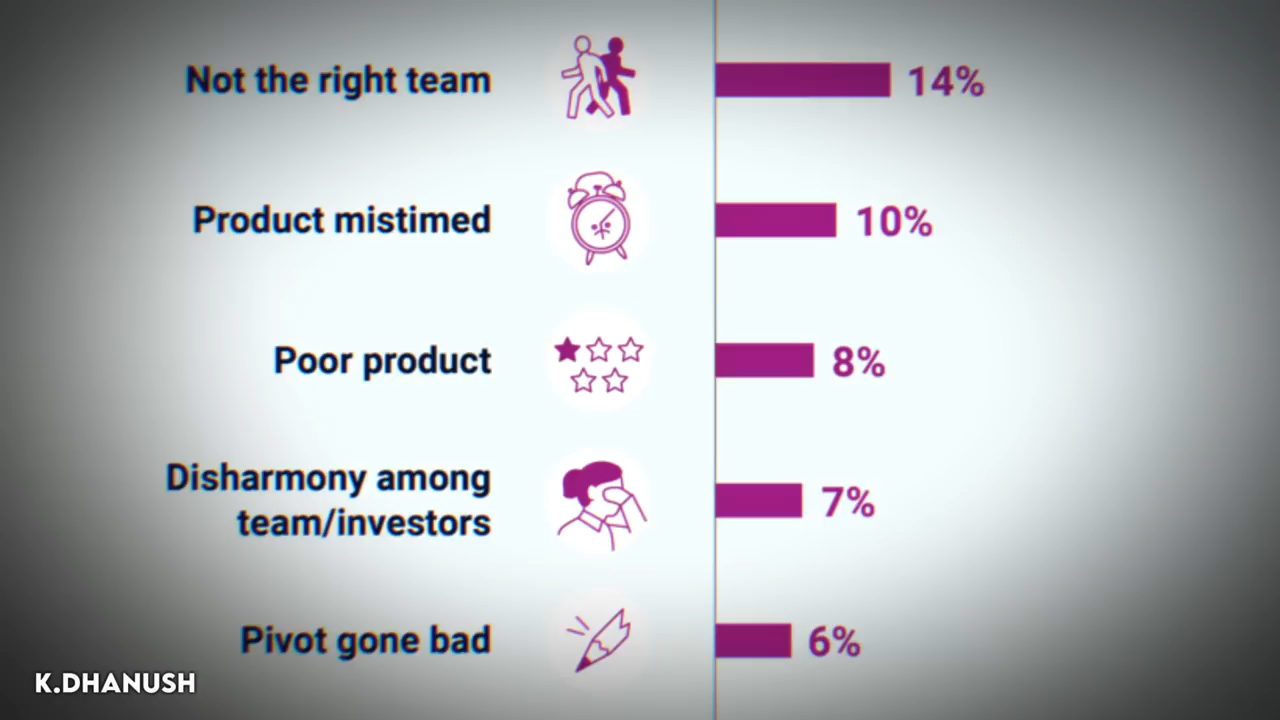 Not the right team 14%
Product mistimed 10%
Poor product 8%
Disharmony among
team/investors 7%
Pivot gone bad 6%
K.DHANUSH